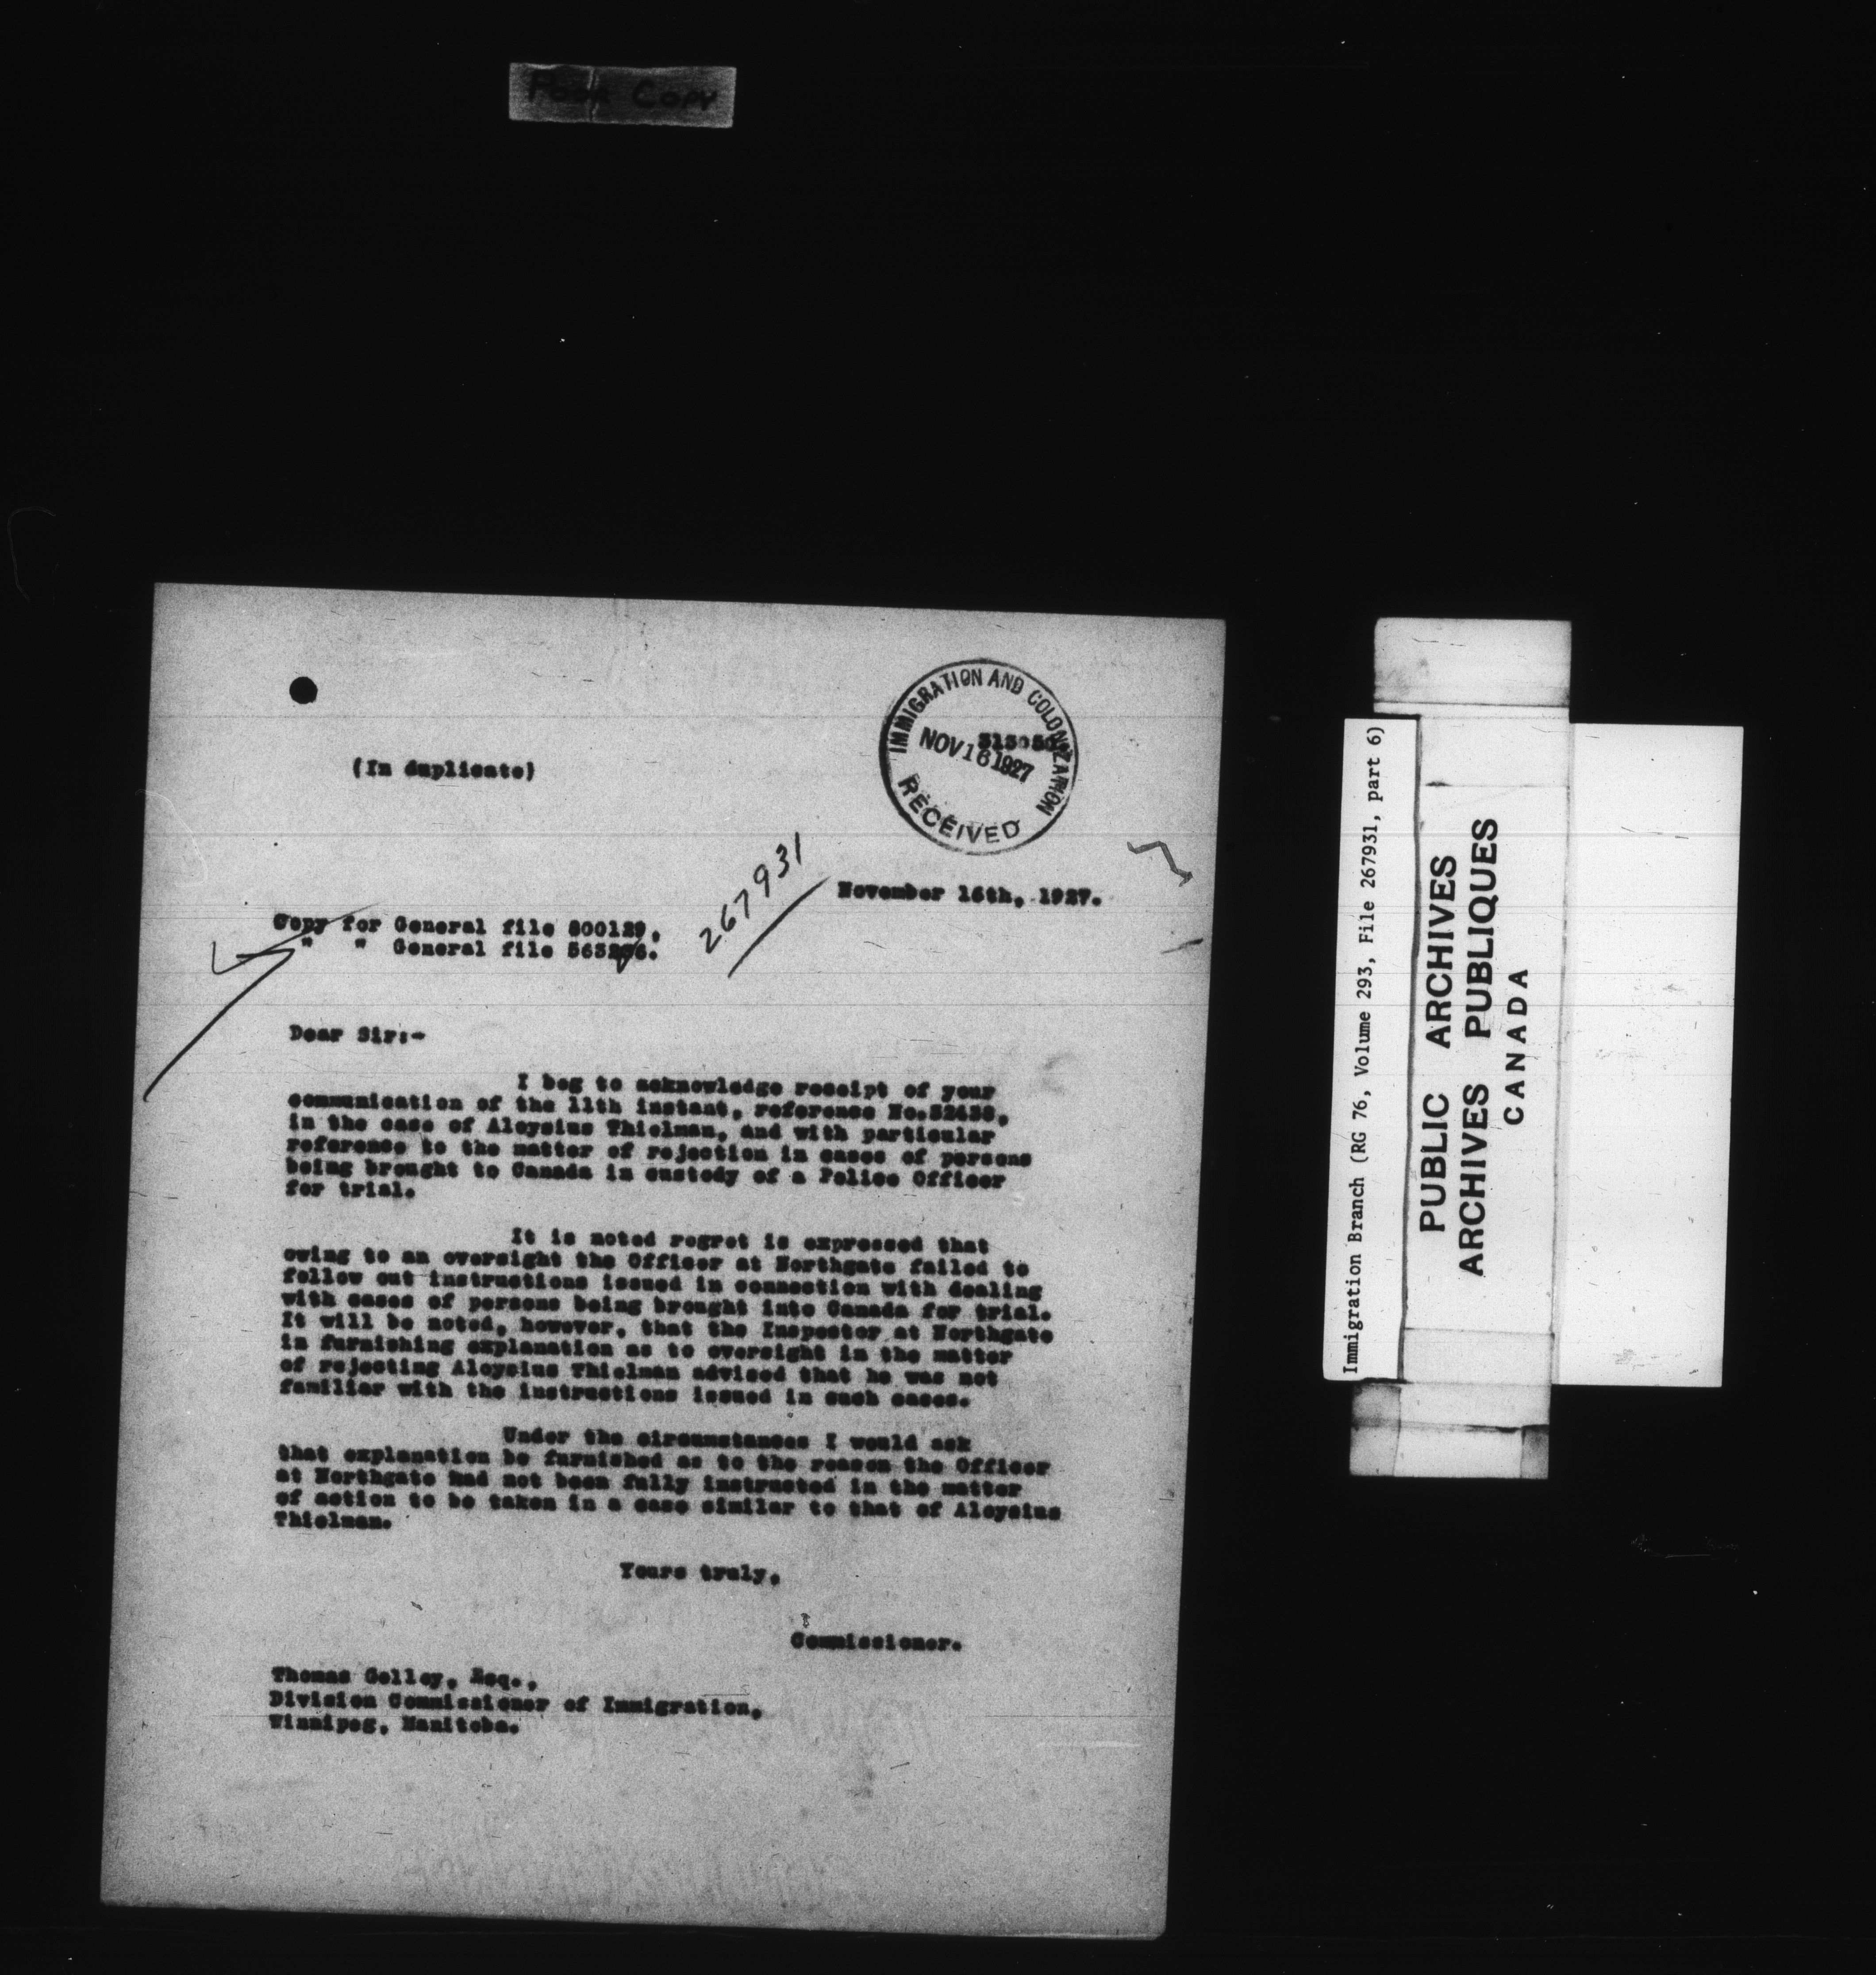 Poor Copy
IMMIGRATION AND COLONIZATION
NOV 16 1927
RECEIVED
(In duplicate)
267931
November 16th, 1927.
Copy for General file 800129.
" " General file
Dear Sir:-
I beg to acknowledge receipt of your
communication of the 11th instant, reference No.
in the case of Aloysius Thielman, and with particular
reference to the matter of rejection in cases of persons
being brought to Canada in custody of a Police Officer
for trial.
It is noted regret is expressed that
owing to an oversight the Officer at Northgate failed to
follow out instructions issued in connection with dealing
with cases of persons being brought into Canada for trial.
It will be noted, however, that the Inspector at Northgate
in furnishing explanation as to oversight in the matter
of rejecting Aloysius Thielman advised that he was not
familiar with the instructions issued in such cases.
Under the circumstances I would ask
that explanation be furnished as to the reason the Officer
at Northgate had not been fully instructed in the matter
of action to be taken in a case similar to that of Aloysius
Thielman.
Yours truly,
Commissioner.
Thomas Gelley, Esq.,
Division Commissioner of Immigration,
Winnipeg, Manitoba.
Immigration Branch (RG 76, Volume 293, File 267931, part 6)
PUBLIC ARCHIVES
ARCHIVES PUBLIQUES
CANADA